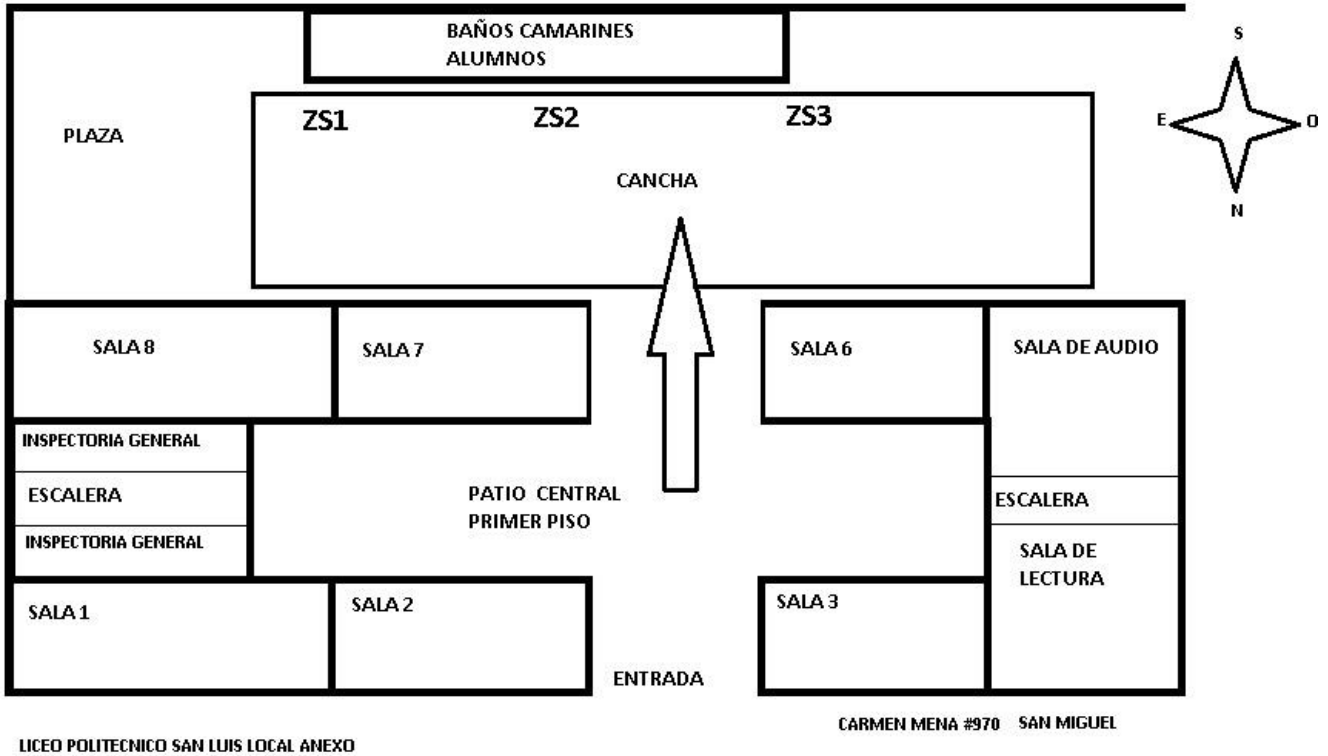 BAÑOS CAMARINES
ALUMNOS
S
E
O
N
ZS1
ZS2
ZS3
PLAZA
CANCHA
SALA 8
SALA 7
SALA 6
SALA DE AUDIO
INSPECTORIA GENERAL
ESCALERA
INSPECTORIA GENERAL
PATIO CENTRAL
PRIMER PISO
ESCALERA
SALA DE
LECTURA
SALA 1
SALA 2
SALA 3
ENTRADA
CARMEN MENA #970 SAN MIGUEL
LICEO POLITECNICO SAN LUIS LOCAL ANEXO